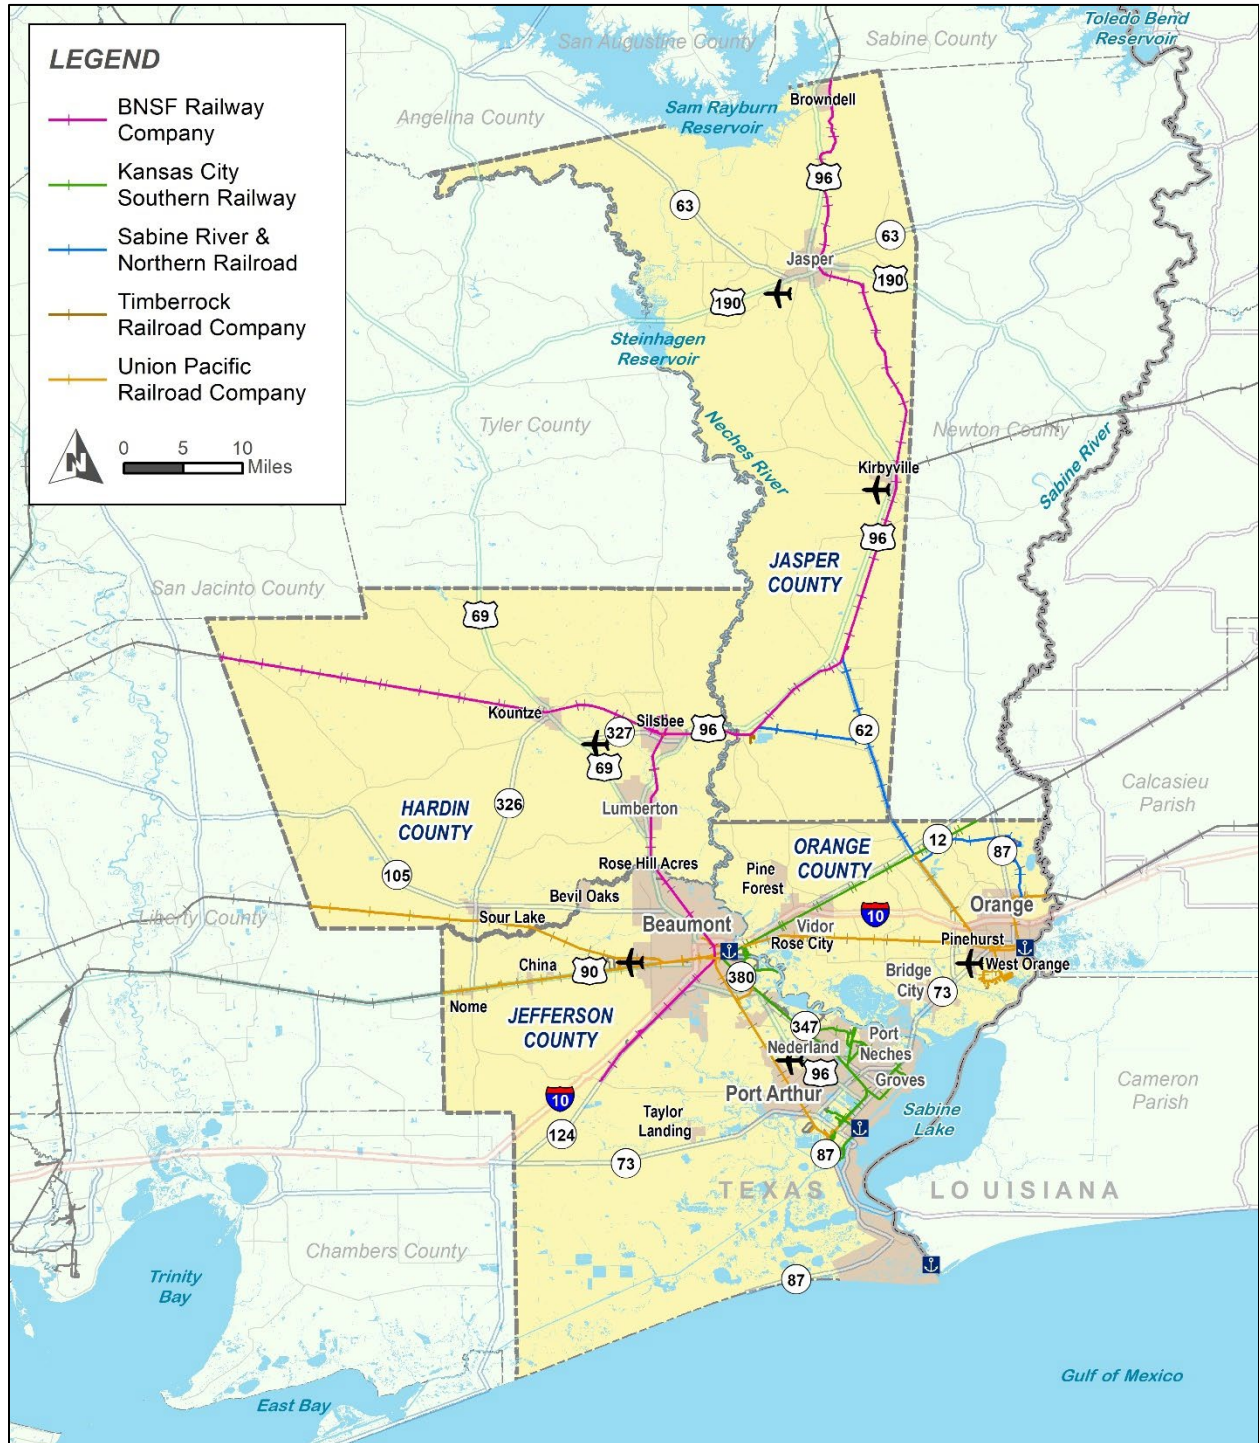 LEGEND
BNSF Railway
Company
Kansas City
Southern Railway
Sabine River &
Northern Railroad
Timberrock
Railroad Company
Union Pacific
Railroad Company
N
0 5 10
Miles
San Augustine County
Sabine County
Toledo Bend
Reservoir
Angelina County
Sam Rayburn
Reservoir
Browndell
96
63
63
Jasper
190
190
Steinhagen
Reservoir
Tyler County
Neches River
Newton County
Sabine River
Kirbyville
96
JASPER
COUNTY
San Jacinto County
69
Kountze
327
Silsbee
96
62
69
Calcasieu
Parish
326
Lumberton
HARDIN
COUNTY
12
87
ORANGE
COUNTY
Rose Hill Acres
Pine
Forest
105
Bevil Oaks
Liberty County
Sour Lake
Beaumont
Vidor
10
Orange
Rose City
Pinehurst
West Orange
China
90
380
Bridge
City
73
Nome
JEFFERSON
COUNTY
347
Nederland
Port
Neches
96
Groves
Port Arthur
10
124
Taylor
Landing
Sabine
Lake
Cameron
Parish
73
87
TEXAS
LOUISIANA
Chambers County
Trinity
Bay
87
East Bay
Gulf of Mexico